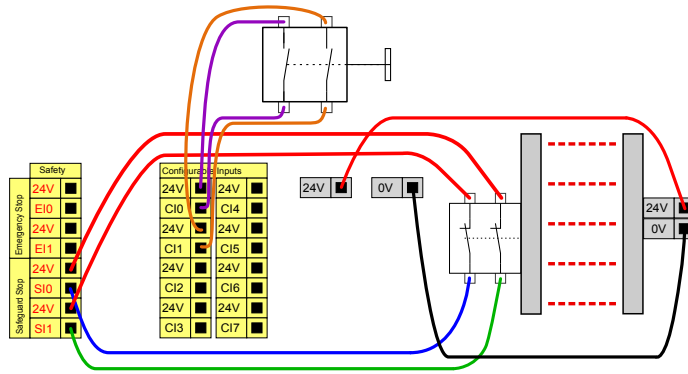 Safety
Emergency Stop
24V
EI0
24V
EI1
Safeguard Stop
24V
SI0
24V
SI1
Configurable Inputs
24V 24V
CI0 CI4
24V 24V
CI1 CI5
24V 24V
CI2 CI6
24V 24V
CI3 CI7
24V
0V
24V
0V